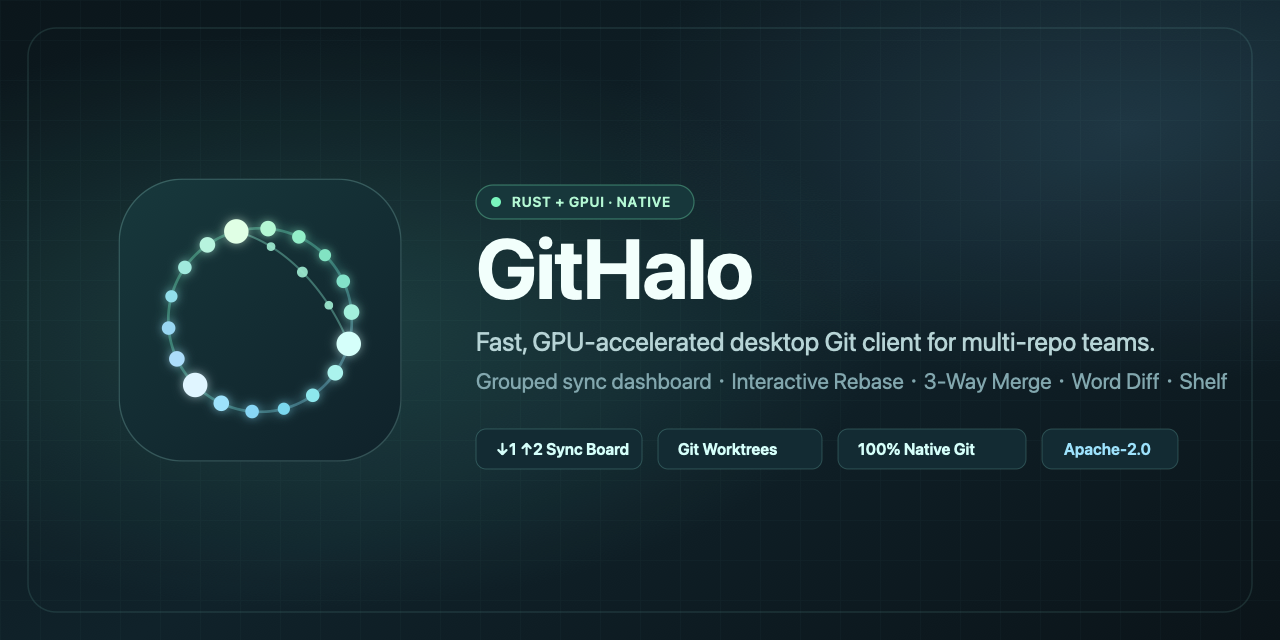 RUST + GPUI · NATIVE
GitHalo
Fast, GPU-accelerated desktop Git client for multi-repo teams.
Grouped sync dashboard · Interactive Rebase · 3-Way Merge · Word Diff · Shelf
↓1 ↑2 Sync Board
Git Worktrees
100% Native Git
Apache-2.0